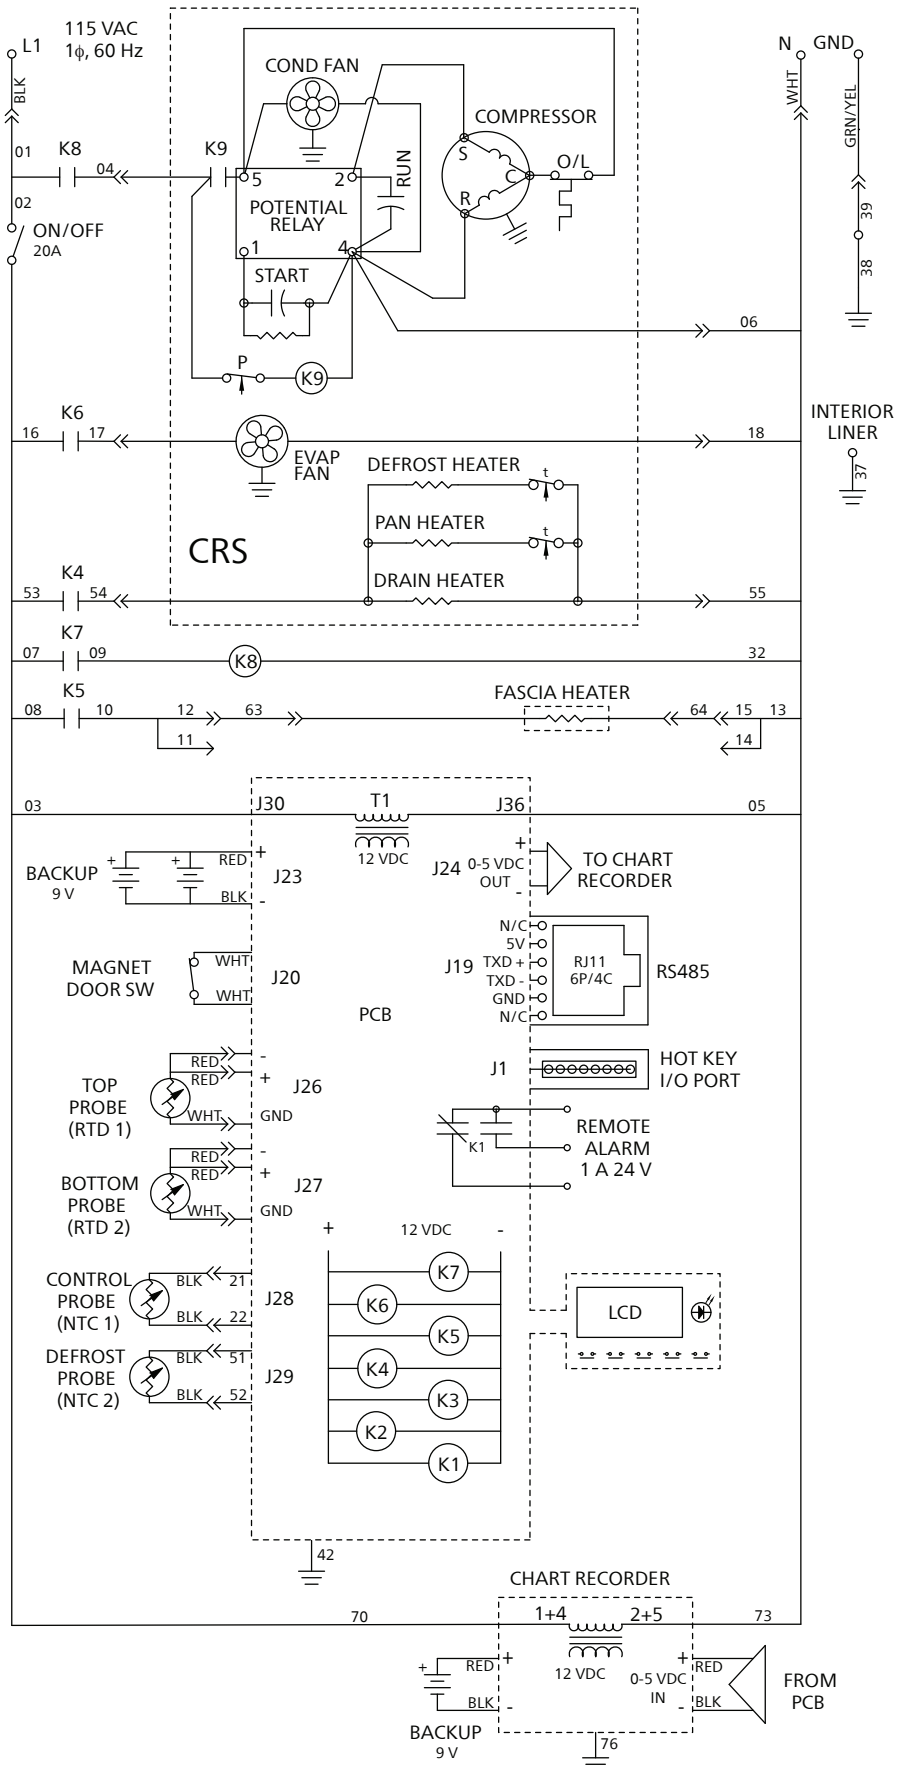 L1
115 VAC
1ϕ, 60 Hz
N
GND
BLK
WHT
GRN/YEL
COND FAN
COMPRESSOR
01
K8
04
K9
5
2
RUN
S
C
O/L
R
POTENTIAL
RELAY
02
ON/OFF
20A
1
4
START
39
38
06
P
K9
16
K6
17
EVAP
FAN
18
INTERIOR
LINER
37
DEFROST HEATER
t
PAN HEATER
t
CRS
DRAIN HEATER
53
K4
54
55
07
K7
09
K8
32
08
K5
10
12
63
FASCIA HEATER
64
15
13
11
14
03
J30
T1
J36
05
12 VDC
BACKUP
9 V
+
+
RED
+
BLK
-
J23
J24
+
0-5 VDC
OUT
-
TO CHART
RECORDER
MAGNET
DOOR SW
WHT
WHT
J20
PCB
J19
N/C
5V
TXD +
TXD -
GND
N/C
RJ11
6P/4C
RS485
TOP
PROBE
(RTD 1)
RED
RED
WHT
-
+
GND
J26
J1
HOT KEY
I/O PORT
K1
REMOTE
ALARM
1 A 24 V
BOTTOM
PROBE
(RTD 2)
RED
RED
WHT
-
+
GND
J27
+
12 VDC
-
K7
K6
K5
K4
K3
K2
K1
CONTROL
PROBE
(NTC 1)
BLK
21
BLK
22
J28
DEFROST
PROBE
(NTC 2)
BLK
51
BLK
52
J29
LCD
42
CHART RECORDER
70
1+4
2+5
73
+
RED
+
BLK
-
BACKUP
9 V
12 VDC
0-5 VDC
IN
+
RED
-
BLK
FROM
PCB
76